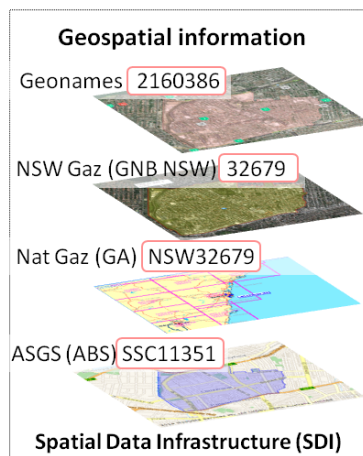 Geospatial information
Geonames 2160386
NSW Gaz (GNB NSW) 32679
Nat Gaz (GA) NSW32679
ASGS (ABS) SSC11351
Spatial Data Infrastructure (SDI)